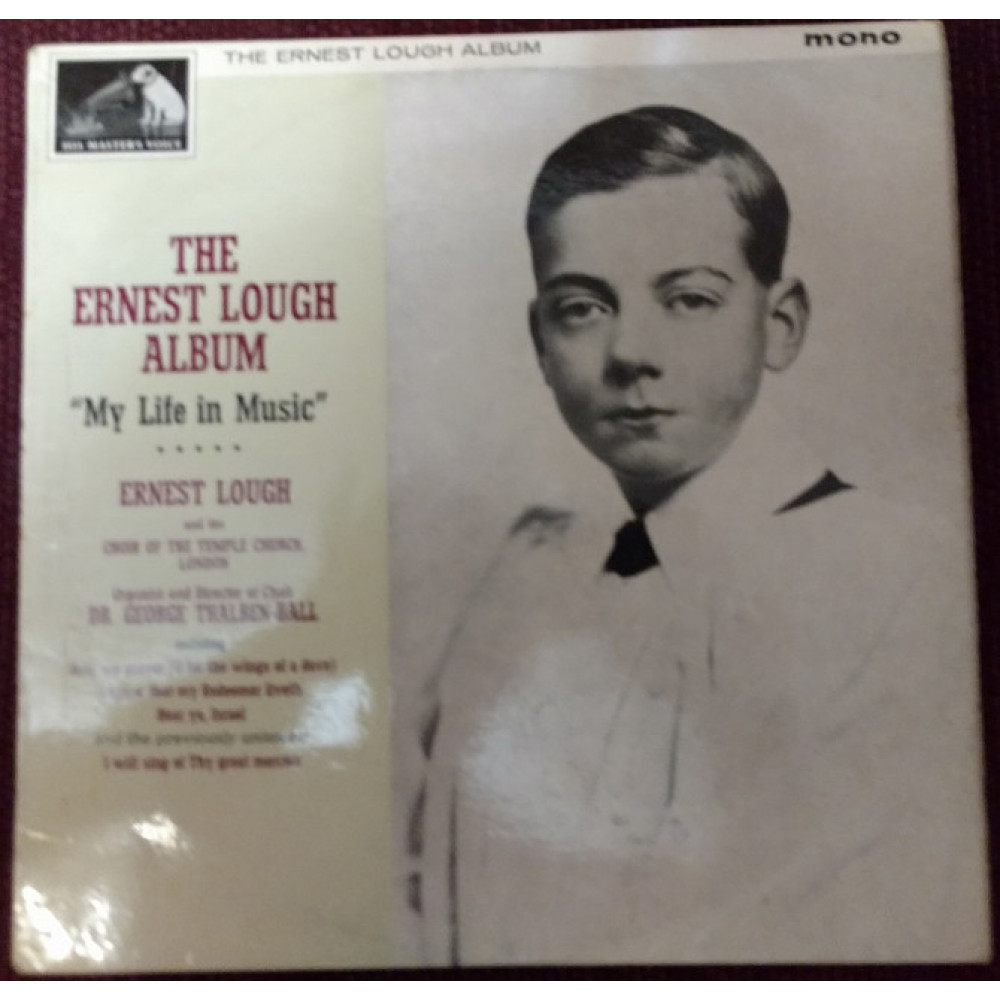 THE ERNEST LOUGH ALBUM
mono
HIS MASTER'S VOICE
THE
ERNEST LOUGH
ALBUM
"My Life in Music"
ERNEST LOUGH
and the
CHOIR OF THE TEMPLE CHURCH,
LONDON
Organist and Director of Choir
DR. GEORGE THALBEN-BALL
including
the wings of a dove)
that my Redeemer liveth
Hear ye, Israel
and the previously
I will sing of Thy great mercies